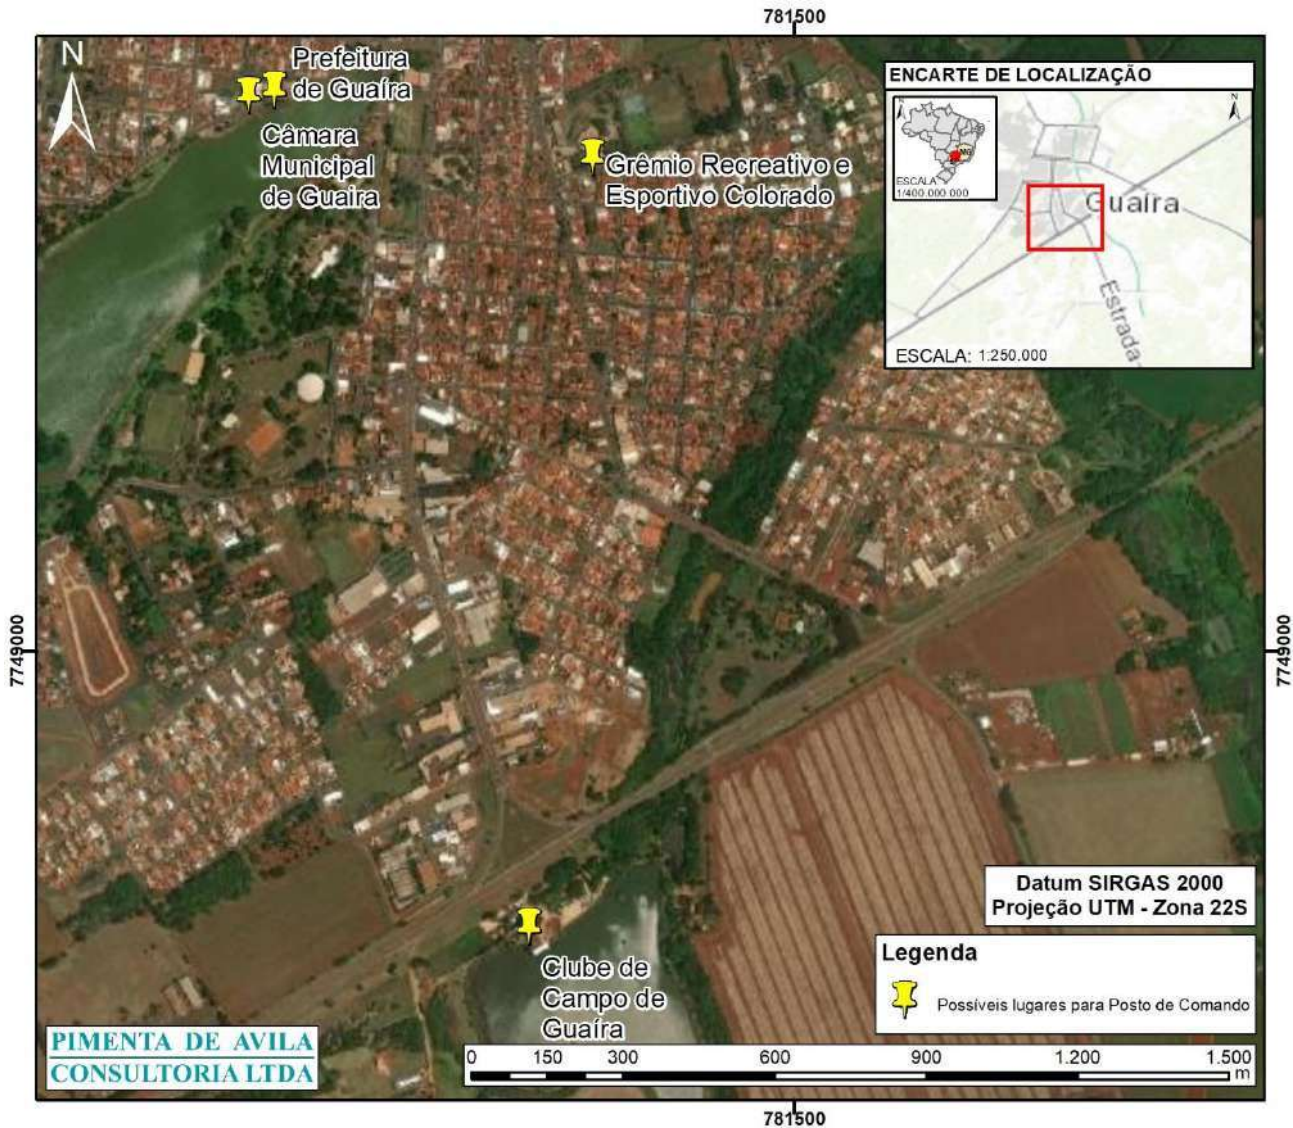 781500
N
Prefeitura
de Guaíra
Câmara
Municipal
de Guaira
Grêmio Recreativo e
Esportivo Colorado
ENCARTE DE LOCALIZAÇÃO
N
N
MG
ESCALA
1/400.000.000
Guaíra
Estrada
ESCALA: 1:250.000
7749000
7749000
Datum SIRGAS 2000
Projeção UTM - Zona 22S
Legenda
Possíveis lugares para Posto de Comando
Clube de
Campo de
Guaíra
PIMENTA DE AVILA
CONSULTORIA LTDA
0 150 300 600 900 1.200 1.500
m
781500